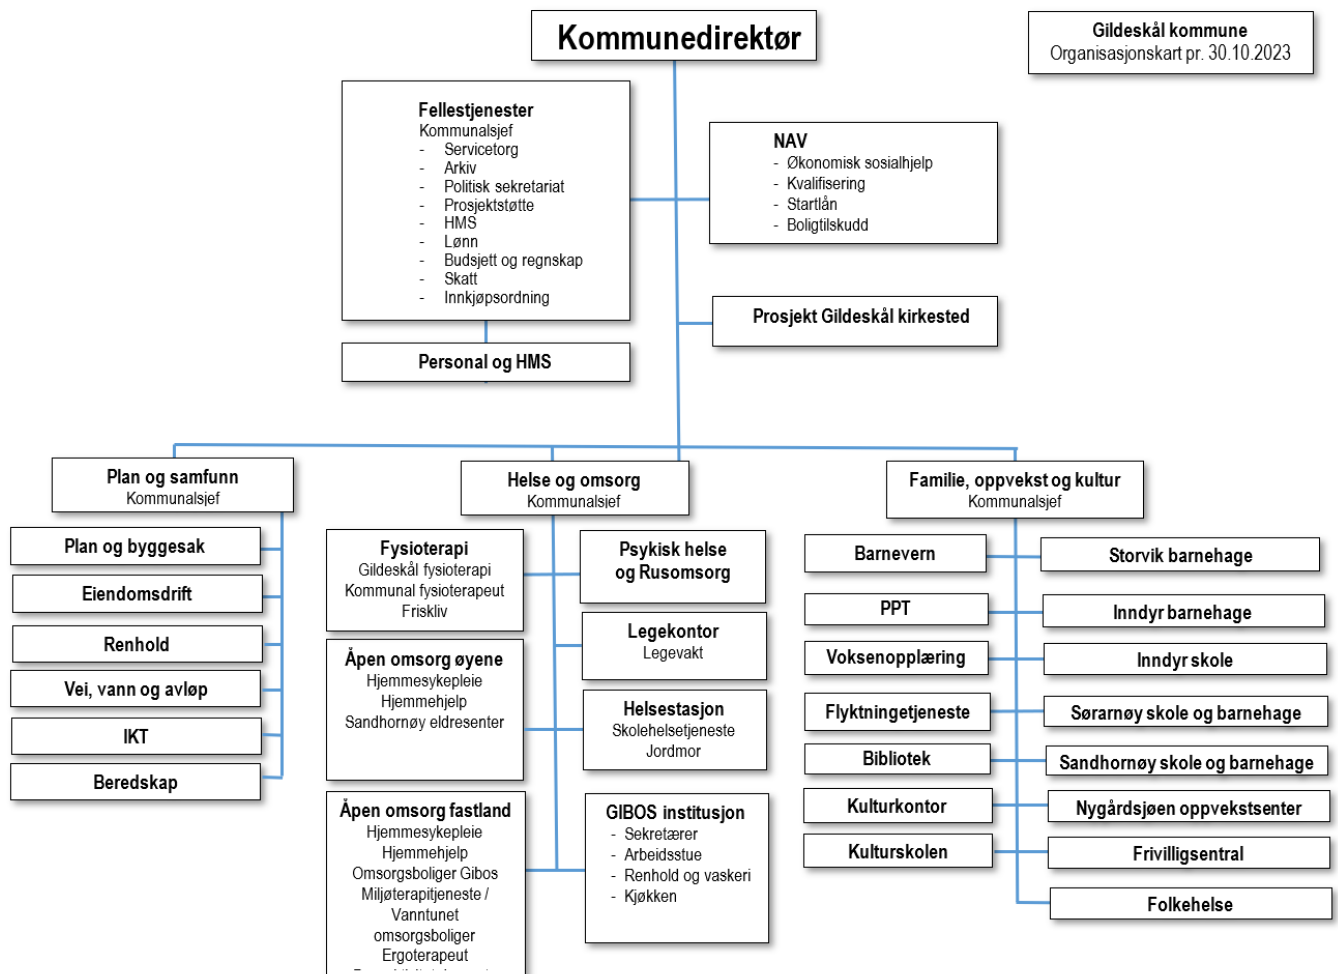 Kommunedirektør
Gildeskål kommune
Organisasjonskart pr. 30.10.2023
Fellestjenester
Kommunalsjef
- Servicetorg
- Arkiv
- Politisk sekretariat
- Prosjektstøtte
- HMS
- Lønn
- Budsjett og regnskap
- Skatt
- Innkjøpsordning
NAV
- Økonomisk sosialhjelp
- Kvalifisering
- Startlån
- Boligtilskudd
Prosjekt Gildeskål kirkested
Personal og HMS
Plan og samfunn
Kommunalsjef
Plan og byggesak
Eiendomsdrift
Renhold
Vei, vann og avløp
IKT
Beredskap
Helse og omsorg
Kommunalsjef
Fysioterapi
Gildeskål fysioterapi
Kommunal fysioterapeut
Friskliv
Åpen omsorg øyene
Hjemmesykepleie
Hjemmehjelp
Sandhornøy eldresenter
Åpen omsorg fastland
Hjemmesykepleie
Hjemmehjelp
Omsorgsboliger Gibos
Miljøterapitjeneste /
Vanntunet
omsorgsboliger
Ergoterapeut
Psykisk helse
og Rusomsorg
Legekontor
Legevakt
Helsestasjon
Skolehelsetjeneste
Jordmor
GIBOS institusjon
- Sekretærer
- Arbeidsstue
- Renhold og vaskeri
- Kjøkken
Familie, oppvekst og kultur
Kommunalsjef
Barnevern
PPT
Voksenopplæring
Flyktningetjeneste
Bibliotek
Kulturkontor
Kulturskolen
Storvik barnehage
Inndyr barnehage
Inndyr skole
Sørarnøy skole og barnehage
Sandhornøy skole og barnehage
Nygårdsjøen oppvekstsenter
Frivilligsentral
Folkehelse